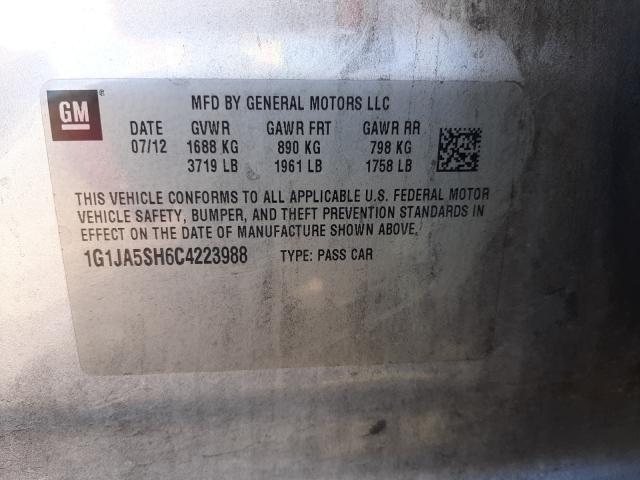 GM ®
MFD BY GENERAL MOTORS LLC
DATE GVWR GAWR FRT GAWR RR
07/12 1688 KG 890 KG 798 KG
3719 LB 1961 LB 1758 LB
THIS VEHICLE CONFORMS TO ALL APPLICABLE U.S. FEDERAL MOTOR
VEHICLE SAFETY, BUMPER, AND THEFT PREVENTION STANDARDS IN
EFFECT ON THE DATE OF MANUFACTURE SHOWN ABOVE.
1G1JA5SH6C4223988 TYPE: PASS CAR